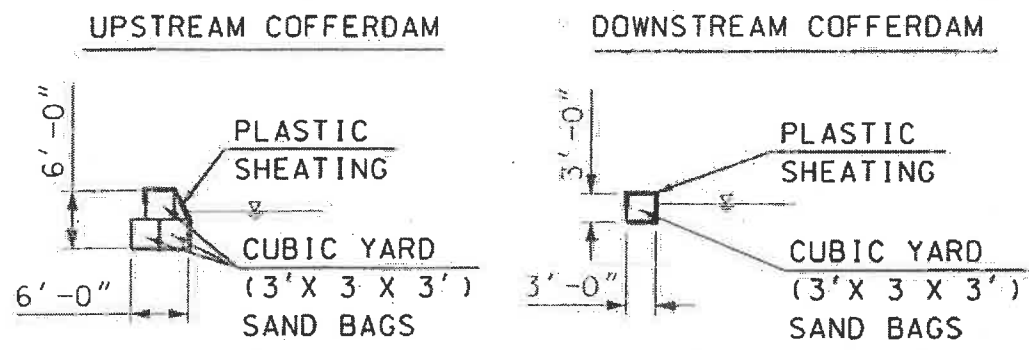 UPSTREAM COFFERDAM
6'-0"
PLASTIC
SHEATING
CUBIC YARD
(3'X 3 X 3')
SAND BAGS
6'-0"
DOWNSTREAM COFFERDAM
3'-0"
PLASTIC
SHEATING
CUBIC YARD
(3'X 3 X 3')
SAND BAGS
3'-0"